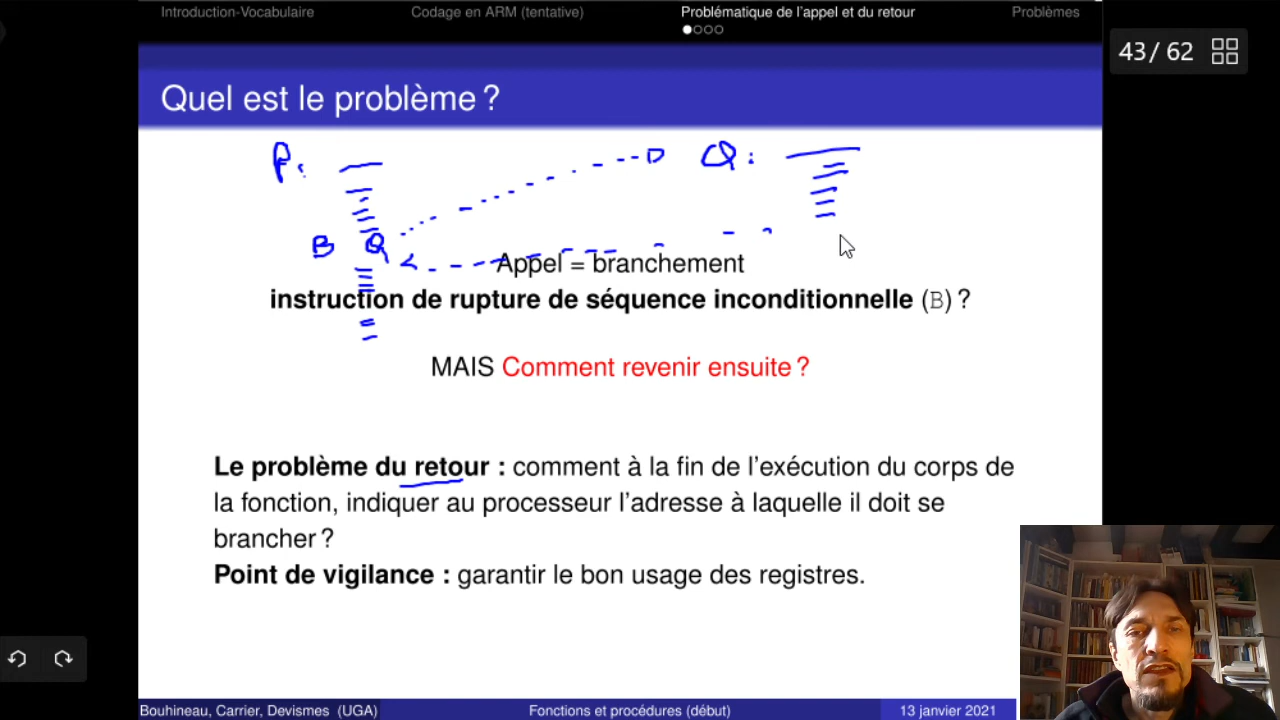 Introduction-Vocabulaire Codage en ARM (tentative) Problématique de l'appel et du retour Problèmes
43 / 62
Quel est le problème ?
P: Q:
B Q
Appel = branchement
instruction de rupture de séquence inconditionnelle (B) ?
MAIS Comment revenir ensuite ?
Le problème du retour : comment à la fin de l'exécution du corps de
la fonction, indiquer au processeur l'adresse à laquelle il doit se
brancher ?
Point de vigilance : garantir le bon usage des registres.
Bouhineau, Carrier, Devismes (UGA) Fonctions et procédures (début) 13 janvier 2021